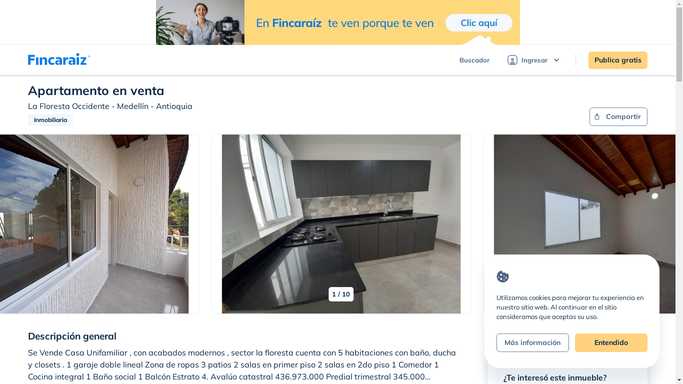 En Fincaraíz te ven porque te ven
Clic aquí
Fincaraiz
Buscador
Ingresar
Publica gratis
Apartamento en venta
La Floresta Occidente - Medellín - Antioquia
Inmobiliaria
Compartir
1 / 10
Utilizamos cookies para mejorar tu experiencia en
nuestro sitio web. Al continuar en el sitio
consideramos que aceptas su uso.
Más información
Entendido
Descripción general
Se Vende Casa Unifamiliar , con acabados modernos , sector la floresta cuenta con 5 habitaciones con baño, ducha
y closets . 1 garaje doble lineal Zona de ropas 3 patios 2 salas en primer piso 2 salas en 2do piso 1 Comedor 1
Cocina integral 1 Baño social 1 Balcón Estrato 4. Avalúo catastral 436.973.000 Predial trimestral 345.000...
¿Te interesó este inmueble?